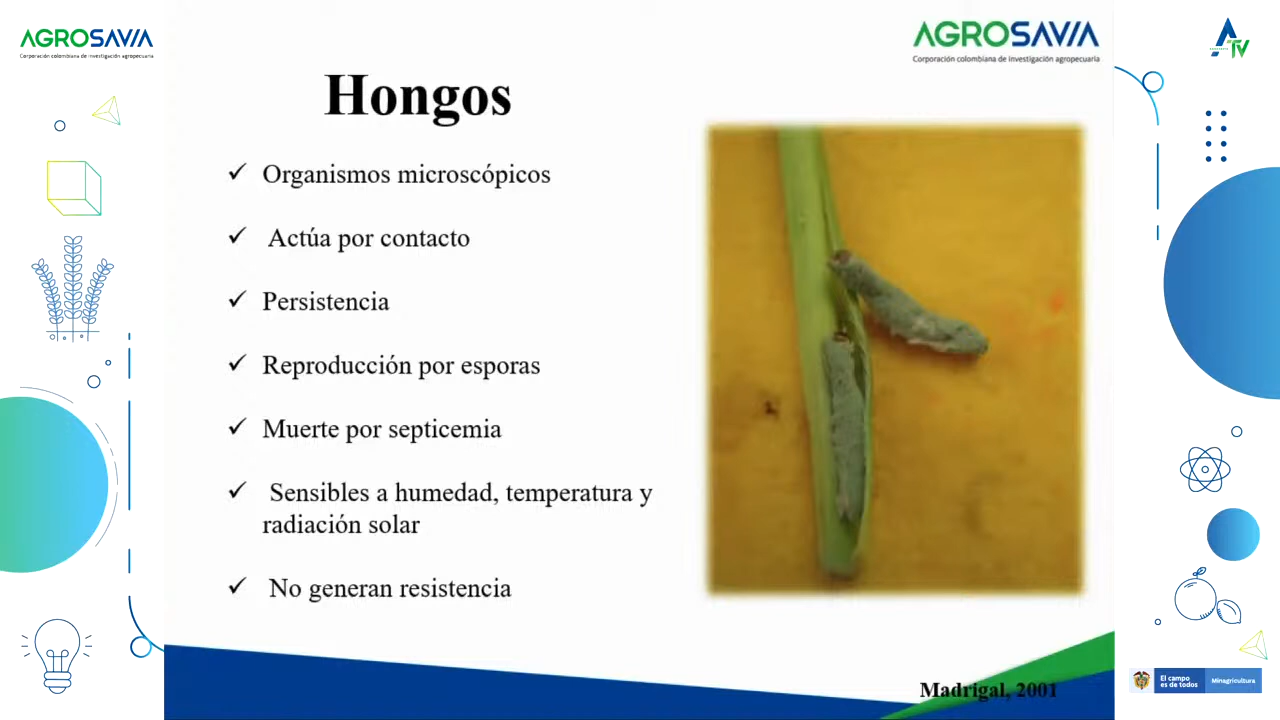 AGROSAVIA
Corporación colombiana de investigación agropecuaria
AGROSAVIA
Corporación colombiana de investigación agropecuaria
TV
Hongos
✓ Organismos microscópicos
✓ Actúa por contacto
✓ Persistencia
✓ Reproducción por esporas
✓ Muerte por septicemia
✓ Sensibles a humedad, temperatura y
radiación solar
✓ No generan resistencia
El campo
es de todos
Minagricultura
Madrigal, 2001